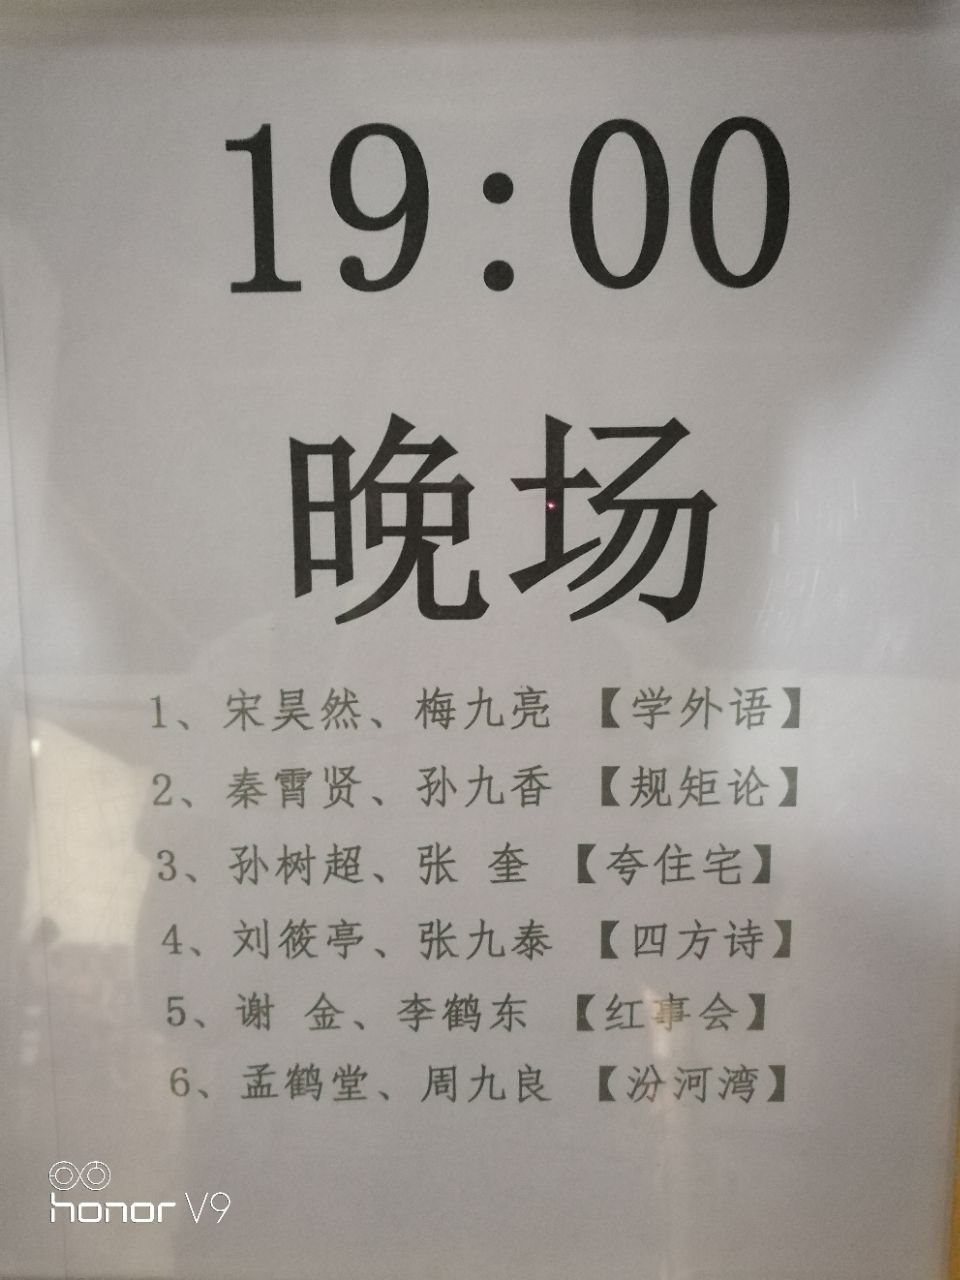 19:00
晚场
1、宋昊然、梅九亮 【学外语】
2、秦霄贤、孙九香 【规矩论】
3、孙树超、张 奎 【夸住宅】
4、刘筱亭、张九泰 【四方诗】
5、谢 金、李鹤东 【红事会】
6、孟鹤堂、周九良 【汾河湾】
honor V9